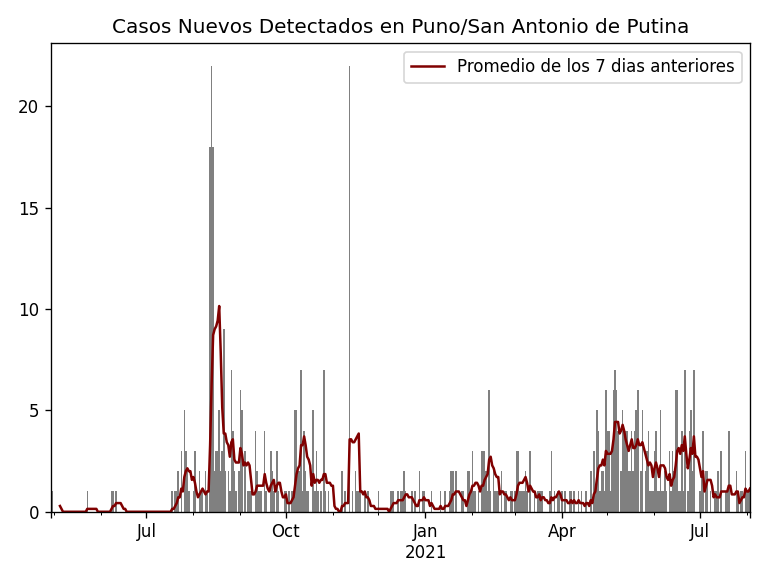 Casos Nuevos Detectados en Puno/San Antonio de Putina
Promedio de los 7 dias anteriores
20
15
10
5
0
Jul Oct Jan Apr Jul
2021